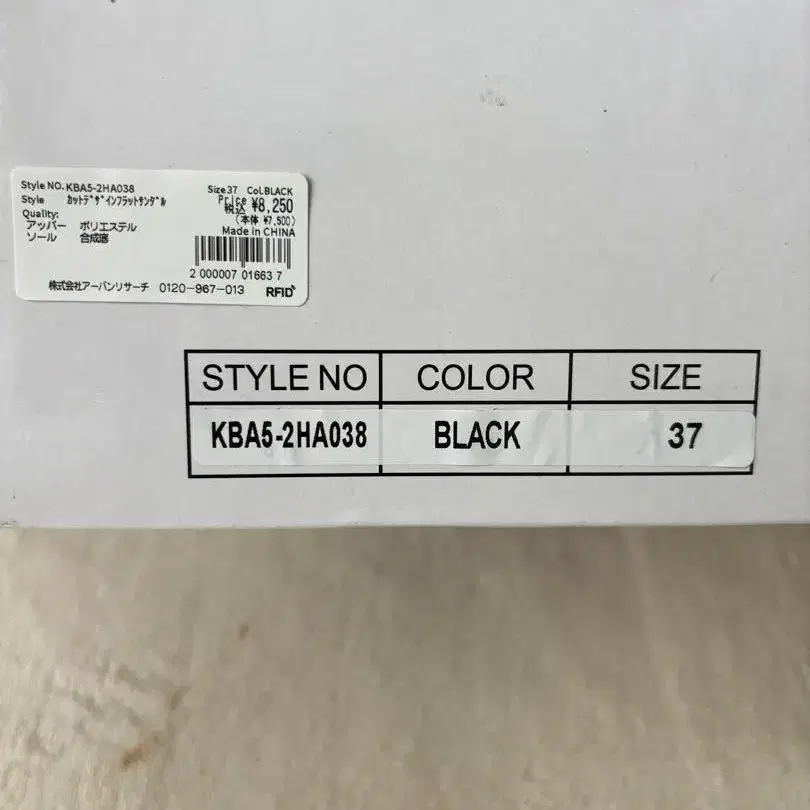 Style NO. KBA5-2HA038 Size 37 Col.BLACK
Style ｶｯﾄﾃﾞｻﾞｲﾝﾌﾗｯﾄｻﾝﾀﾞﾙ Price 税込 ¥8,250
Quality: (本体 ¥7,500)
アッパー ポリエステル Made in CHINA
ソール 合成底
2 000007 01663 7
株式会社アーバンリサーチ 0120-967-013 RFID
STYLE NO COLOR SIZE
KBA5-2HA038 BLACK 37